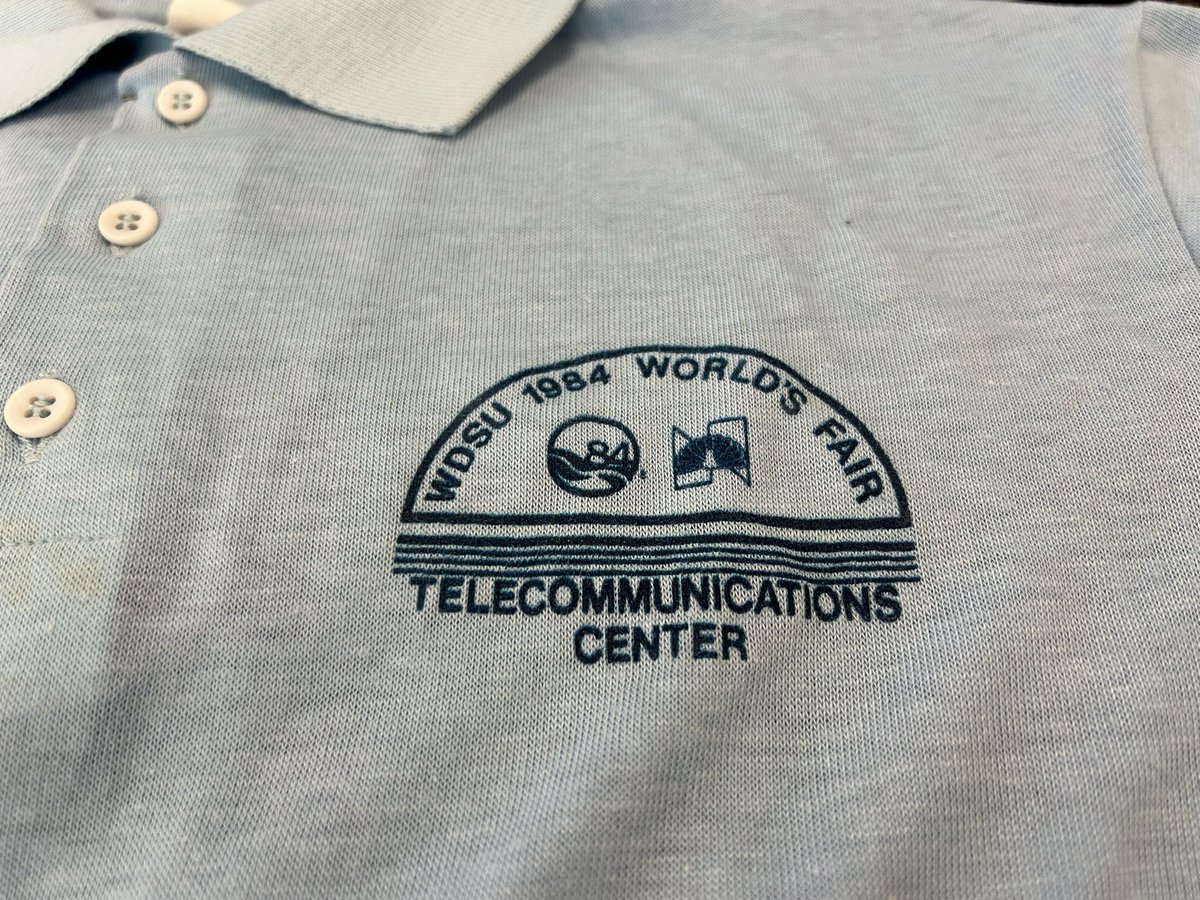 WDSU 1984 WORLD'S FAIR
84
TELECOMMUNICATIONS
CENTER